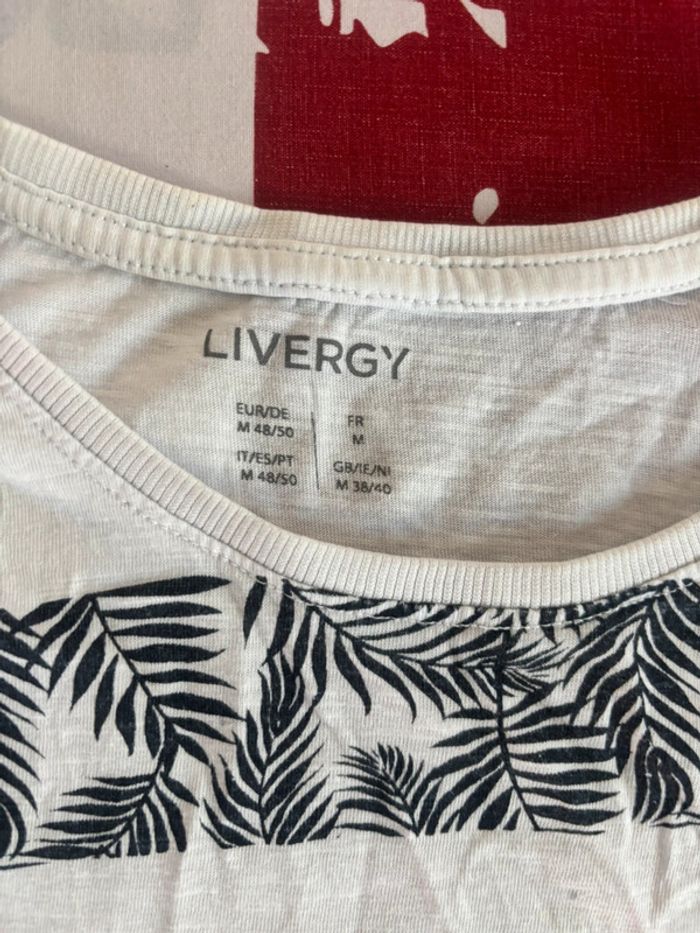 LIVERGY
EUR/DE
M 48/50
FR
M
IT/ES/PT
M 48/50
GB/IE/NI
M 38/40